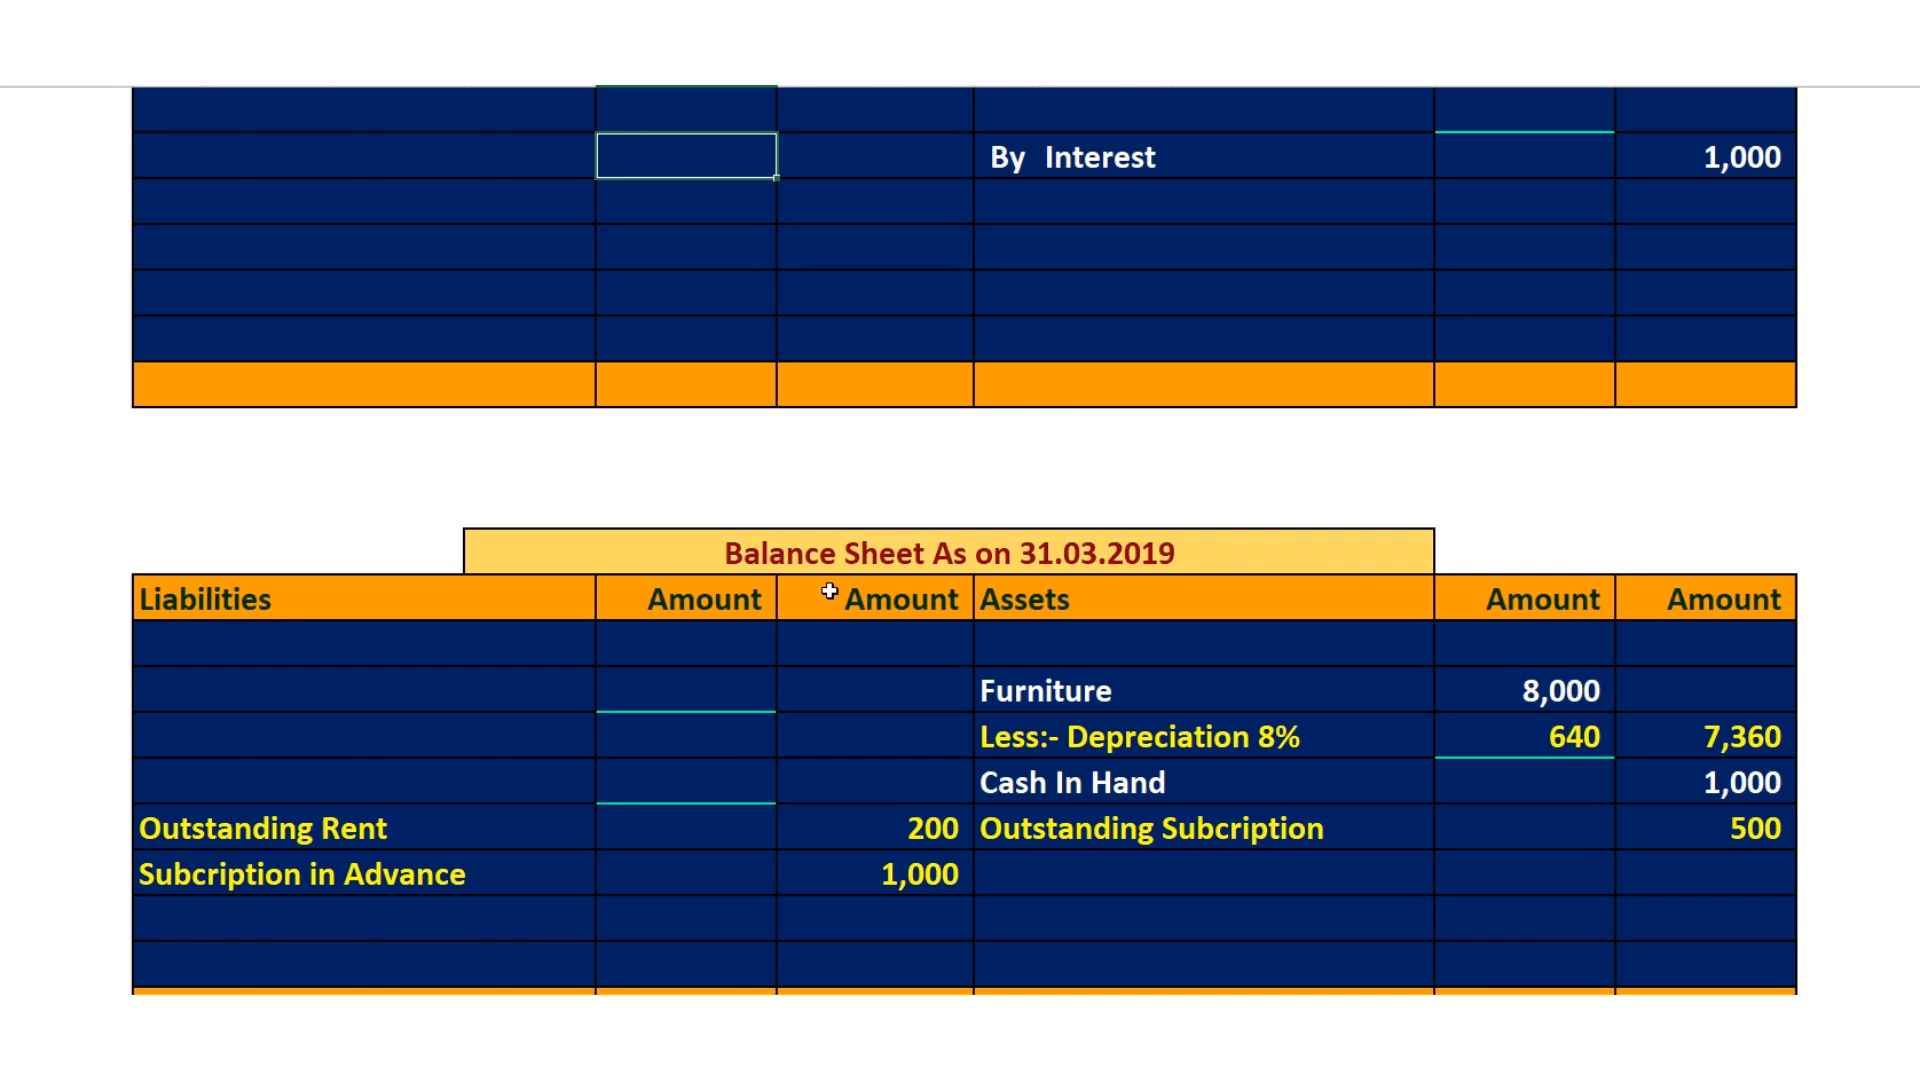 By Interest 1,000
Balance Sheet As on 31.03.2019
Liabilities Amount Amount Assets Amount Amount
Furniture 8,000
Less:- Depreciation 8% 640 7,360
Cash In Hand 1,000
Outstanding Rent 200 Outstanding Subcription 500
Subcription in Advance 1,000